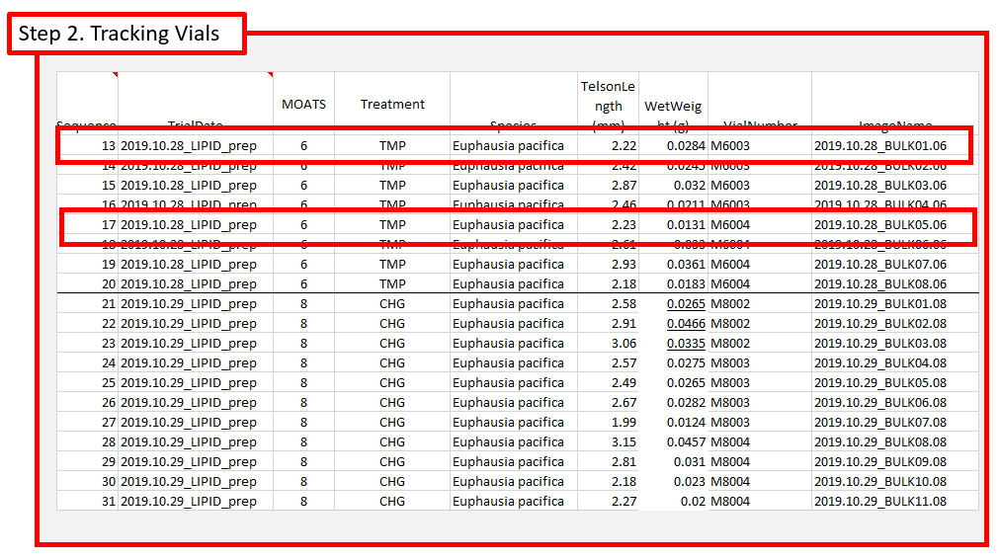 Step 2. Tracking Vials
Sequence TrialDate MOATS Treatment Species TelsonLength (mm) WetWeight (g) VialNumber ImageName
13 2019.10.28_LIPID_prep 6 TMP Euphausia pacifica 2.22 0.0284 M6003 2019.10.28_BULK01.06
14 2019.10.28_LIPID_prep 6 TMP Euphausia pacifica 2.42 0.0245 M6003 2019.10.28_BULK02.06
15 2019.10.28_LIPID_prep 6 TMP Euphausia pacifica 2.87 0.032 M6003 2019.10.28_BULK03.06
16 2019.10.28_LIPID_prep 6 TMP Euphausia pacifica 2.46 0.0211 M6003 2019.10.28_BULK04.06
17 2019.10.28_LIPID_prep 6 TMP Euphausia pacifica 2.23 0.0131 M6004 2019.10.28_BULK05.06
18 2019.10.28_LIPID_prep 6 TMP Euphausia pacifica 2.61 0.033 M6004 2019.10.28_BULK06.06
19 2019.10.28_LIPID_prep 6 TMP Euphausia pacifica 2.93 0.0361 M6004 2019.10.28_BULK07.06
20 2019.10.28_LIPID_prep 6 TMP Euphausia pacifica 2.18 0.0183 M6004 2019.10.28_BULK08.06
21 2019.10.29_LIPID_prep 8 CHG Euphausia pacifica 2.58 0.0265 M8002 2019.10.29_BULK01.08
22 2019.10.29_LIPID_prep 8 CHG Euphausia pacifica 2.91 0.0466 M8002 2019.10.29_BULK02.08
23 2019.10.29_LIPID_prep 8 CHG Euphausia pacifica 3.06 0.0335 M8002 2019.10.29_BULK03.08
24 2019.10.29_LIPID_prep 8 CHG Euphausia pacifica 2.57 0.0275 M8003 2019.10.29_BULK04.08
25 2019.10.29_LIPID_prep 8 CHG Euphausia pacifica 2.49 0.0265 M8003 2019.10.29_BULK05.08
26 2019.10.29_LIPID_prep 8 CHG Euphausia pacifica 2.67 0.0282 M8003 2019.10.29_BULK06.08
27 2019.10.29_LIPID_prep 8 CHG Euphausia pacifica 1.99 0.0124 M8003 2019.10.29_BULK07.08
28 2019.10.29_LIPID_prep 8 CHG Euphausia pacifica 3.15 0.0457 M8004 2019.10.29_BULK08.08
29 2019.10.29_LIPID_prep 8 CHG Euphausia pacifica 2.81 0.031 M8004 2019.10.29_BULK09.08
30 2019.10.29_LIPID_prep 8 CHG Euphausia pacifica 2.18 0.023 M8004 2019.10.29_BULK10.08
31 2019.10.29_LIPID_prep 8 CHG Euphausia pacifica 2.27 0.02 M8004 2019.10.29_BULK11.08